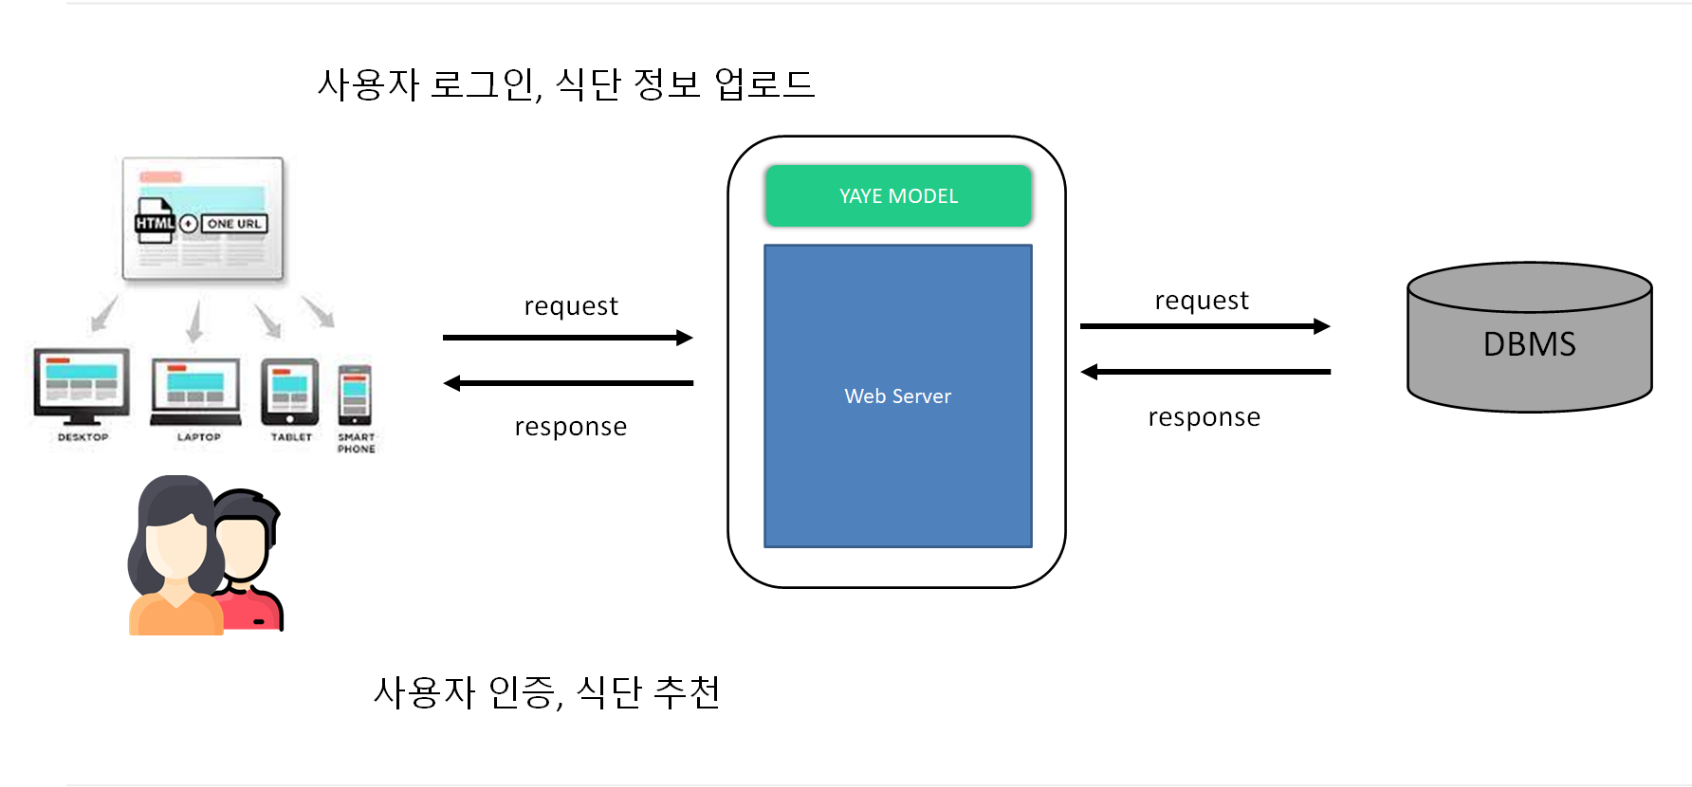 사용자 로그인, 식단 정보 업로드
HTML + ONE URL
DESKTOP
LAPTOP
TABLET
SMART
PHONE
request
response
YAYE MODEL
Web Server
request
response
DBMS
사용자 인증, 식단 추천